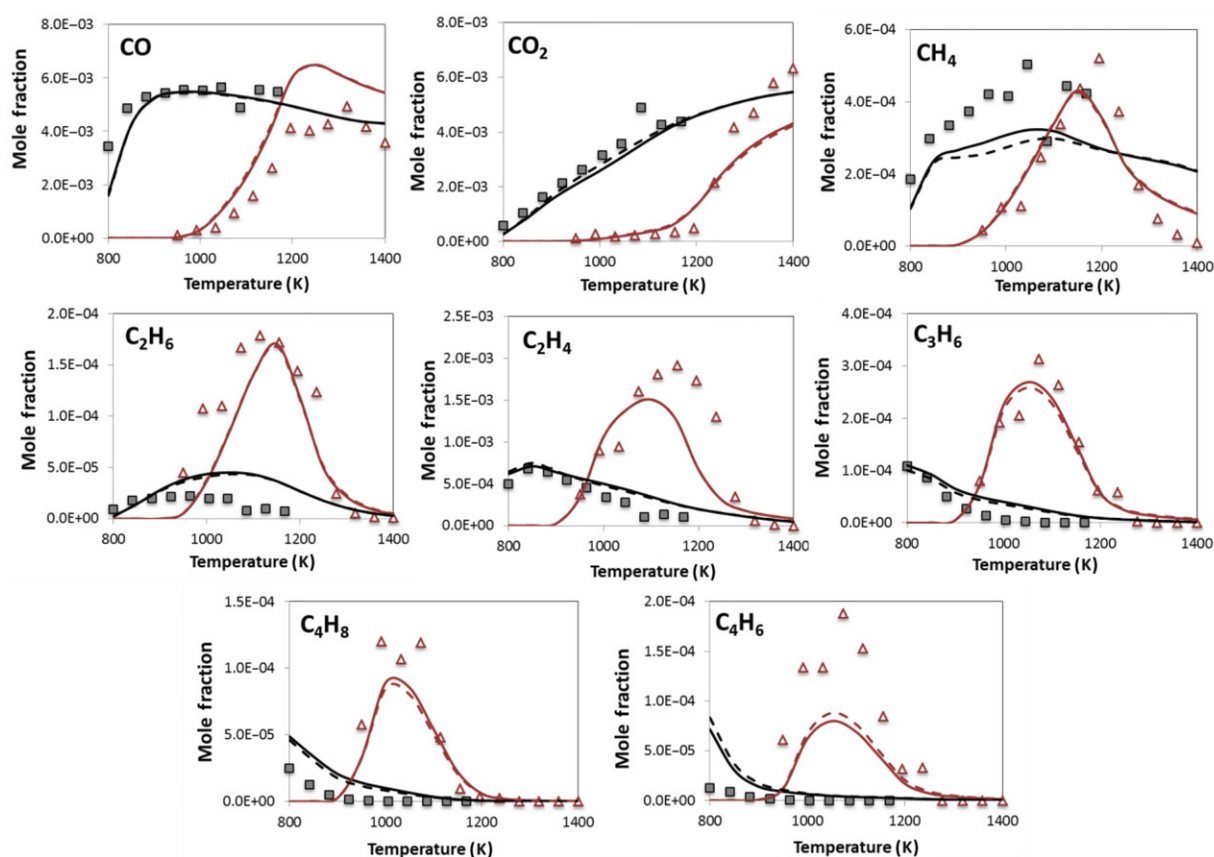 CO
Mole fraction
8.0E−03
6.0E−03
4.0E−03
2.0E−03
0.0E+00
800 1000 1200 1400
Temperature (K)
CO2
Mole fraction
8.0E−03
6.0E−03
4.0E−03
2.0E−03
0.0E+00
800 1000 1200 1400
Temperature (K)
CH4
Mole fraction
6.0E−04
4.0E−04
2.0E−04
0.0E+00
800 1000 1200 1400
Temperature (K)
C2H6
Mole fraction
2.0E−04
1.5E−04
1.0E−04
5.0E−05
0.0E+00
800 1000 1200 1400
Temperature (K)
C2H4
Mole fraction
2.5E−03
2.0E−03
1.5E−03
1.0E−03
5.0E−04
0.0E+00
800 1000 1200 1400
Temperature (K)
C3H6
Mole fraction
4.0E−04
3.0E−04
2.0E−04
1.0E−04
0.0E+00
800 1000 1200 1400
Temperature (K)
C4H8
Mole fraction
1.5E−04
1.0E−04
5.0E−05
0.0E+00
800 1000 1200 1400
Temperature (K)
C4H6
Mole fraction
2.0E−04
1.5E−04
1.0E−04
5.0E−05
0.0E+00
800 1000 1200 1400
Temperature (K)